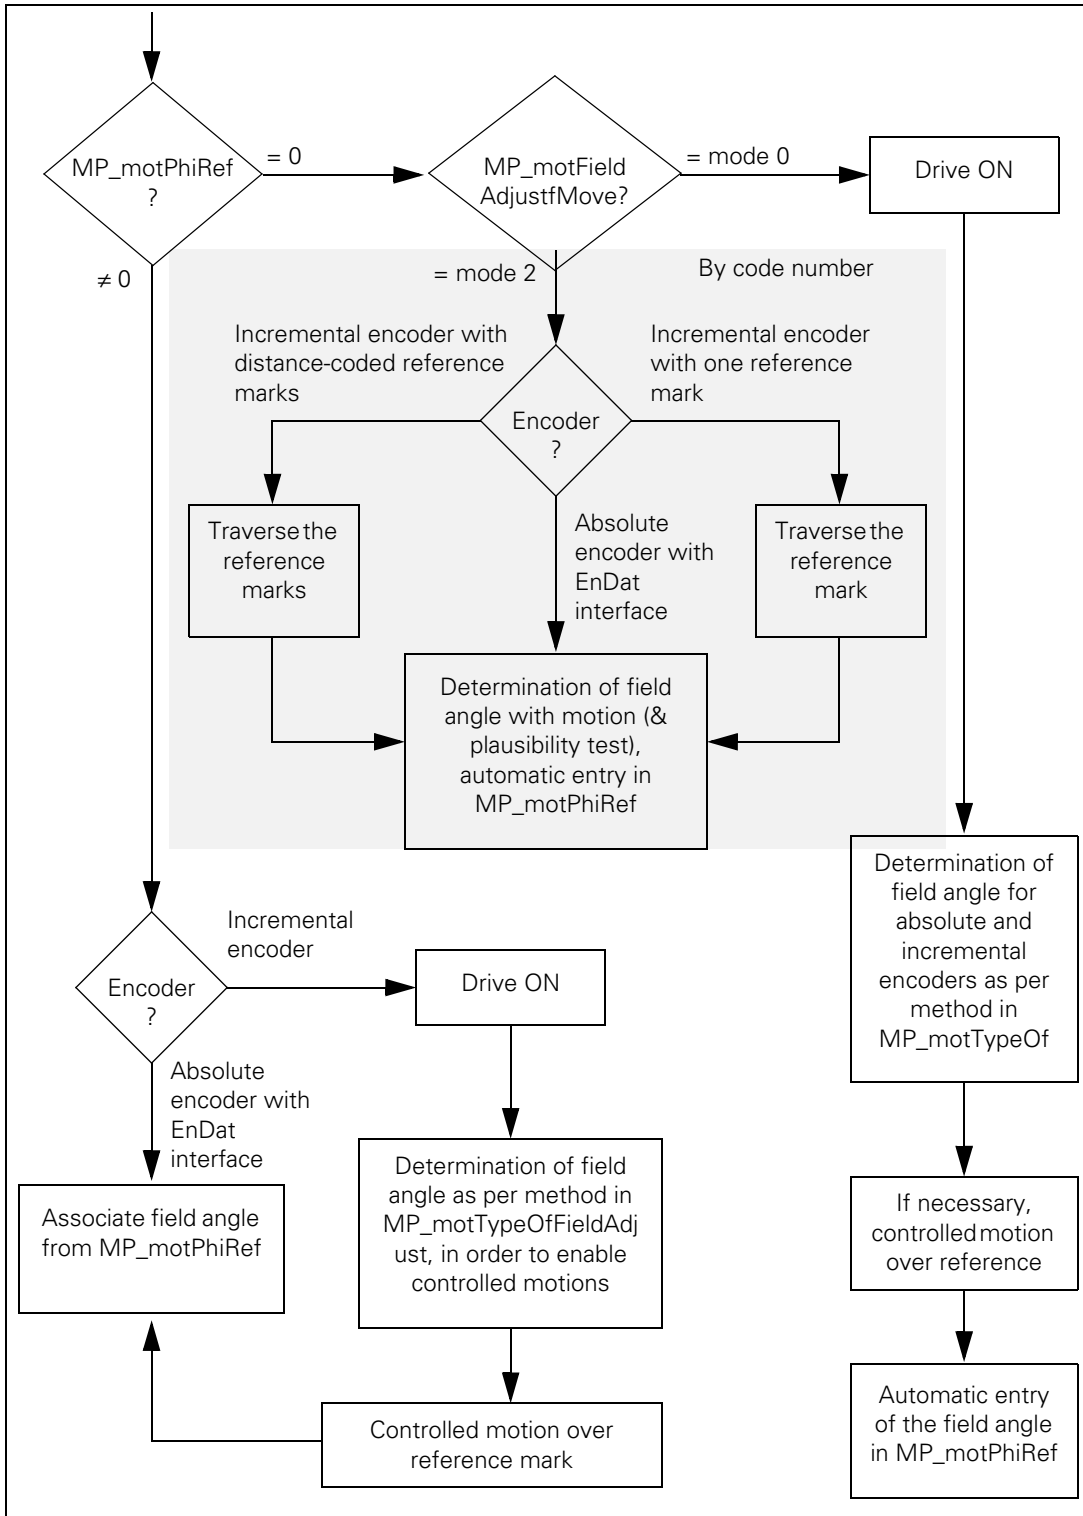 MP_motPhiRef
?
= 0
MP_motField
AdjustfMove?
= mode 0
Drive ON
≠ 0
= mode 2
By code number
Incremental encoder with
distance-coded reference
marks
Incremental encoder
with one reference
mark
Encoder
?
Traverse the
reference
marks
Absolute
encoder with
EnDat
interface
Traverse the
reference
mark
Determination of field
angle with motion (&
plausibility test),
automatic entry in
MP_motPhiRef
Determination of
field angle for
absolute and
incremental
encoders as per
method in
MP_motTypeOf
Encoder
?
Incremental
encoder
Drive ON
Absolute
encoder with
EnDat
interface
Associate field angle
from MP_motPhiRef
Determination of field
angle as per method in
MP_motTypeOfFieldAdj
ust, in order to enable
controlled motions
If necessary,
controlled motion
over reference
Controlled motion over
reference mark
Automatic entry
of the field angle
in MP_motPhiRef